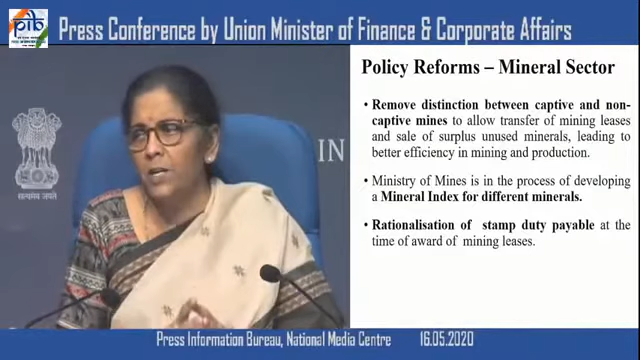 pib
Press Conference by Union Minister of Finance & Corporate Affairs
Policy Reforms – Mineral Sector
Remove distinction between captive and non-
captive mines to allow transfer of mining leases
and sale of surplus unused minerals, leading to
better efficiency in mining and production.
Ministry of Mines is in the process of developing
a Mineral Index for different minerals.
Rationalisation of stamp duty payable at the
time of award of mining leases.
सत्यमेव जयते
IN
Press Information Bureau, National Media Centre 16.05.2020